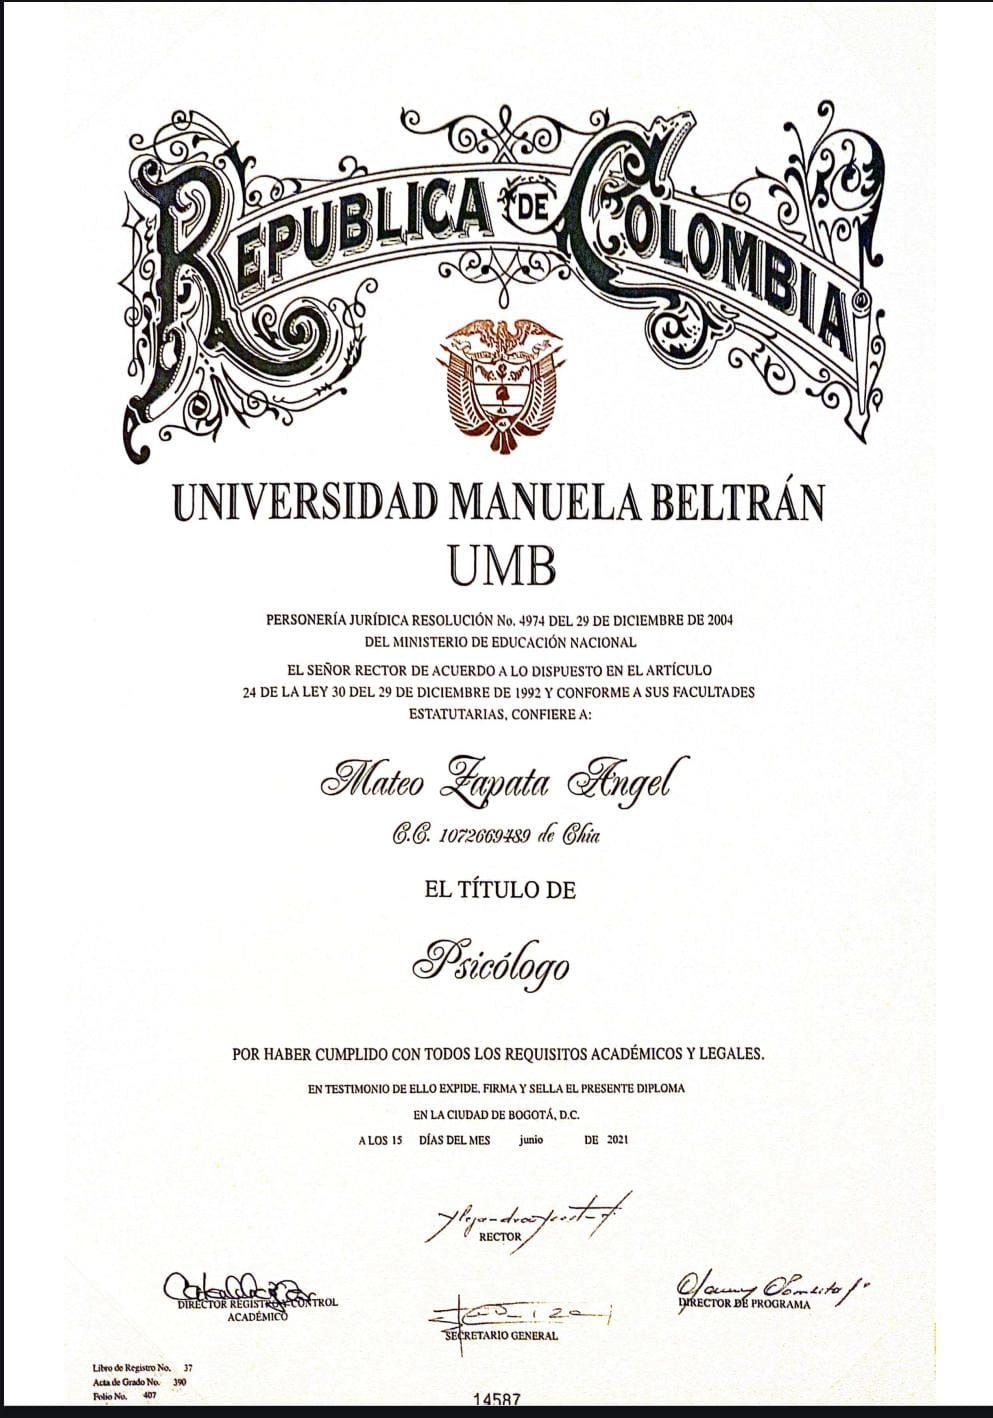 REPUBLICA DE COLOMBIA
UNIVERSIDAD MANUELA BELTRÁN
UMB
PERSONERÍA JURÍDICA RESOLUCIÓN No. 4974 DEL 29 DE DICIEMBRE DE 2004
DEL MINISTERIO DE EDUCACIÓN NACIONAL
EL SEÑOR RECTOR DE ACUERDO A LO DISPUESTO EN EL ARTÍCULO
24 DE LA LEY 30 DEL 29 DE DICIEMBRE DE 1992 Y CONFORME A SUS FACULTADES
ESTATUTARIAS, CONFIERE A:
Mateo Zapata Angel
C.C. 1072669489 de Chia
EL TÍTULO DE
Psicólogo
POR HABER CUMPLIDO CON TODOS LOS REQUISITOS ACADÉMICOS Y LEGALES.
EN TESTIMONIO DE ELLO EXPIDE, FIRMA Y SELLA EL PRESENTE DIPLOMA
EN LA CIUDAD DE BOGOTÁ, D.C.
A LOS 15 DÍAS DEL MES junio DE 2021
RECTOR
DIRECTOR REGISTRO Y CONTROL
ACADÉMICO
DIRECTOR DE PROGRAMA
SECRETARIO GENERAL
Libro de Registro No. 37
Acta de Grado No. 390
Folio No. 407
14587